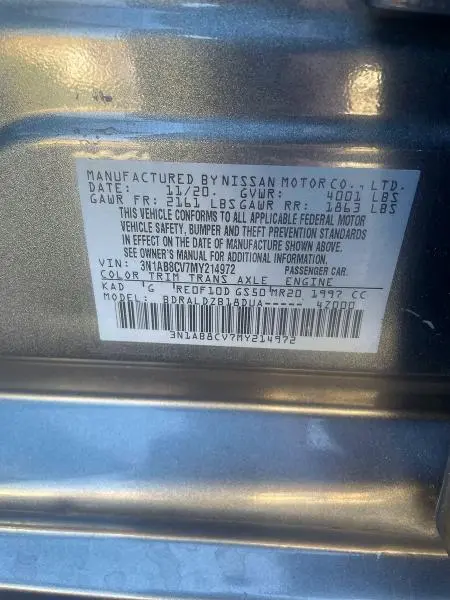 MANUFACTURED BY NISSAN MOTOR CO., LTD.
DATE: 11/20 GVWR: 4001 LBS
GAWR FR: 2161 LBS GAWR RR: 1863 LBS
THIS VEHICLE CONFORMS TO ALL APPLICABLE FEDERAL MOTOR
VEHICLE SAFETY, BUMPER AND THEFT PREVENTION STANDARDS
IN EFFECT ON THE DATE OF MANUFACTURE SHOWN ABOVE.
SEE OWNER'S MANUAL FOR ADDITIONAL INFORMATION.
VIN: 3N1AB8CV7MY214972 PASSENGER CAR.
COLOR TRIM TRANS AXLE ENGINE
KAD G RE0F10D GS50 MR20 1997 CC
MODEL: BDRALDZB18DUA----- 47000
3N1AB8CV7MY214972